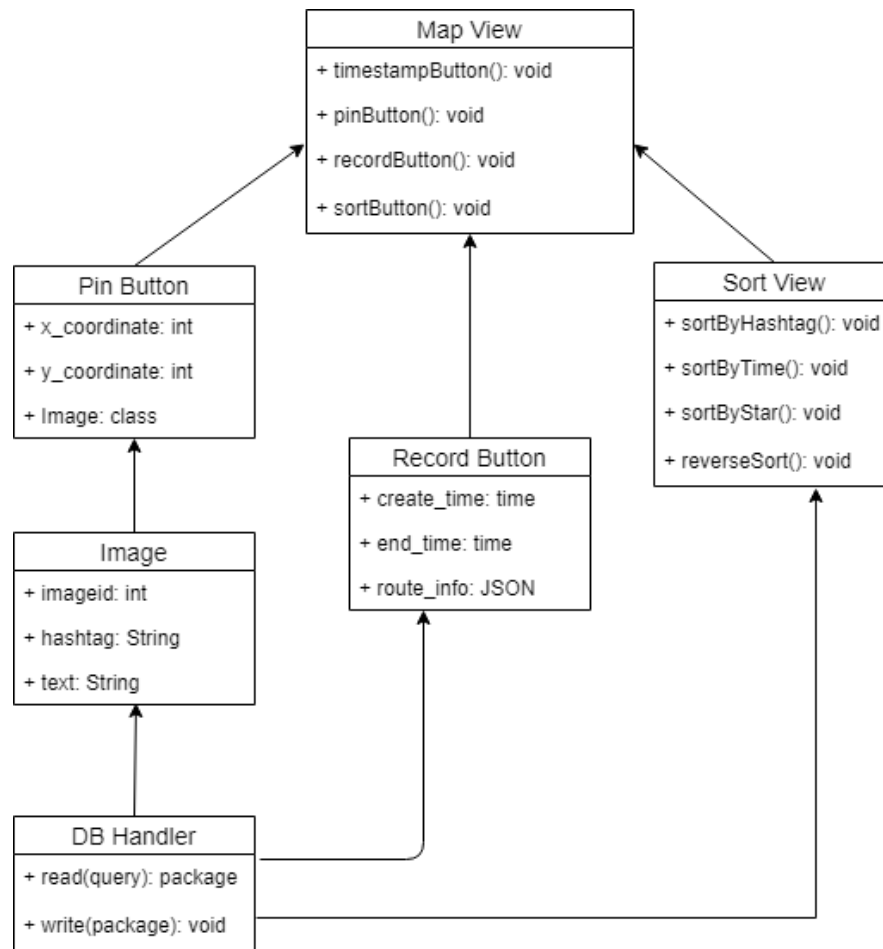 Map View
+ timestampButton(): void
+ pinButton(): void
+ recordButton(): void
+ sortButton(): void
Pin Button
+ x_coordinate: int
+ y_coordinate: int
+ Image: class
Sort View
+ sortByHashtag(): void
+ sortByTime(): void
+ sortByStar(): void
+ reverseSort(): void
Record Button
+ create_time: time
+ end_time: time
+ route_info: JSON
Image
+ imageid: int
+ hashtag: String
+ text: String
DB Handler
+ read(query): package
+ write(package): void